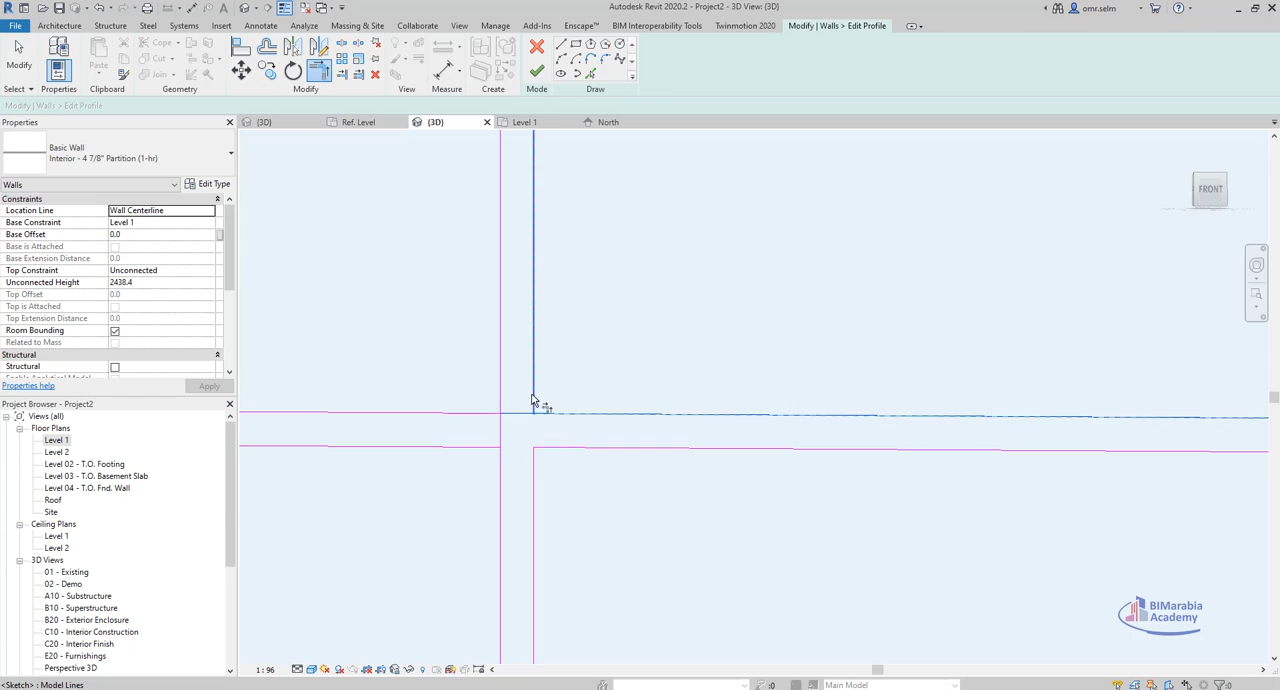 Autodesk Revit 2020.2 - Project2 - 3D View: {3D}
omr.selm
File
Architecture
Structure
Steel
Systems
Insert
Annotate
Analyze
Massing & Site
Collaborate
View
Manage
Add-Ins
Enscape™
BIM Interoperability Tools
Twinmotion 2020
Modify | Walls > Edit Profile
Modify
Paste
Cope
Cut
Join
Select
Properties
Clipboard
Geometry
Modify
View
Measure
Create
Mode
Draw
Modify | Walls > Edit Profile
Properties
{3D}
Ref. Level
{3D}
Level 1
North
Basic Wall
Interior - 4 7/8" Partition (1-hr)
Walls
Edit Type
Constraints
Location Line Wall Centerline
Base Constraint Level 1
Base Offset 0.0
Base is Attached
Base Extension Distance 0.0
Top Constraint Unconnected
Unconnected Height 2438.4
Top Offset 0.0
Top is Attached
Top Extension Distance 0.0
Room Bounding
Related to Mass
Structural
Structural
Properties help
Apply
Project Browser - Project2
Views (all)
Floor Plans
Level 1
Level 2
Level 02 - T.O. Footing
Level 03 - T.O. Basement Slab
Level 04 - T.O. Fnd. Wall
Roof
Site
Ceiling Plans
Level 1
Level 2
3D Views
01 - Existing
02 - Demo
A10 - Substructure
B10 - Superstructure
B20 - Exterior Enclosure
C10 - Interior Construction
C20 - Interior Finish
E20 - Furnishings
Perspective 3D
FRONT
BIMarabia
Academy
1 : 96
<Sketch> : Model Lines
:0
Main Model
:0